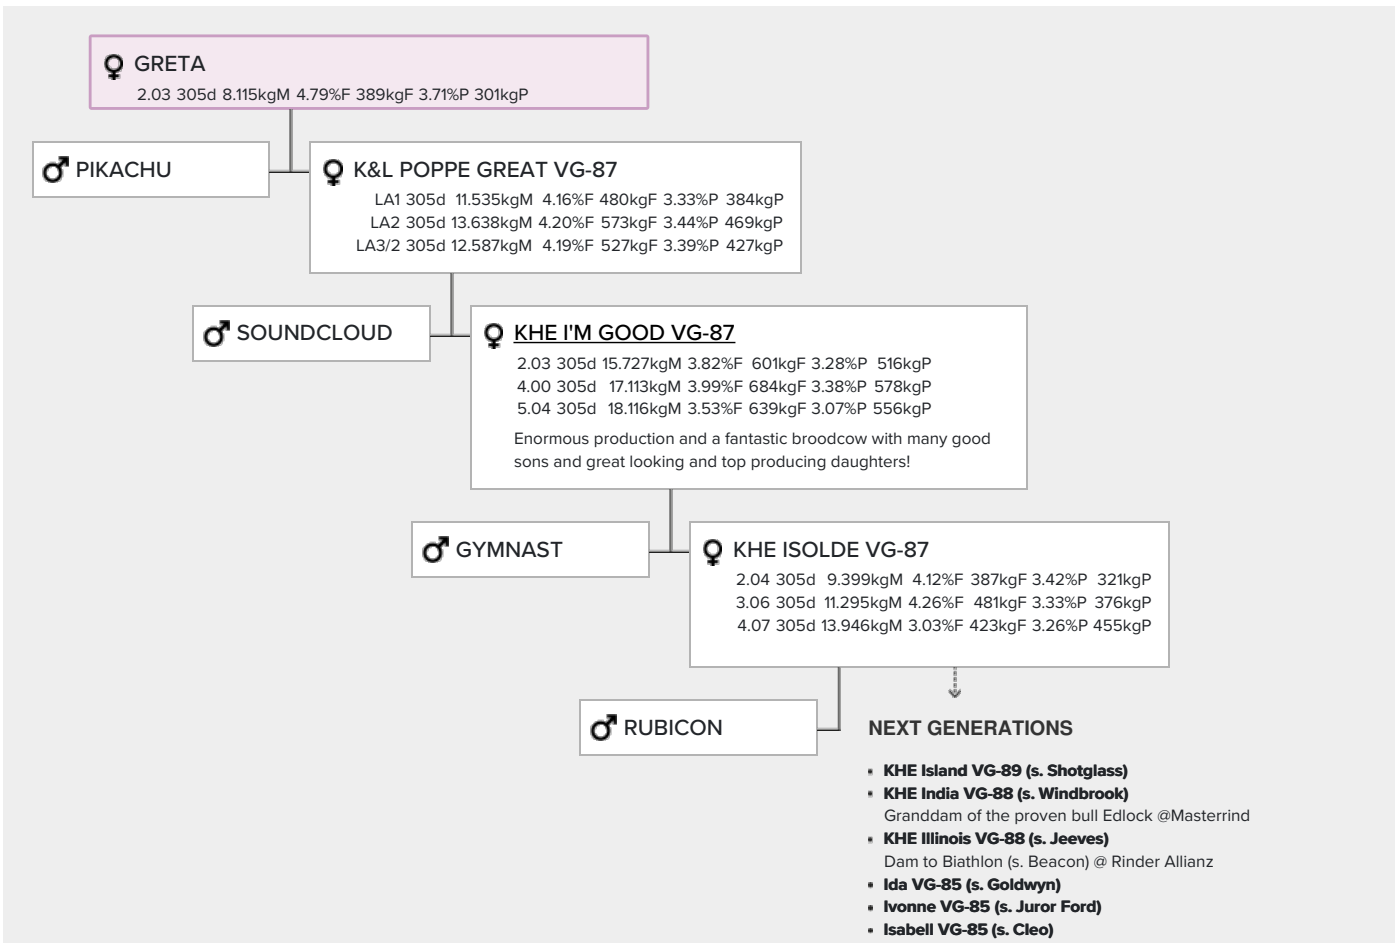 GRETA
2.03 305d 8.115kgM 4.79%F 389kgF 3.71%P 301kgP
PIKACHU
K&L POPPE GREAT VG-87
LA1 305d 11.535kgM 4.16%F 480kgF 3.33%P 384kgP
LA2 305d 13.638kgM 4.20%F 573kgF 3.44%P 469kgP
LA3/2 305d 12.587kgM 4.19%F 527kgF 3.39%P 427kgP
SOUNDCLOUD
KHE I'M GOOD VG-87
2.03 305d 15.727kgM 3.82%F 601kgF 3.28%P 516kgP
4.00 305d 17.113kgM 3.99%F 684kgF 3.38%P 578kgP
5.04 305d 18.116kgM 3.53%F 639kgF 3.07%P 556kgP
Enormous production and a fantastic broodcow with many good
sons and great looking and top producing daughters!
GYMNAST
KHE ISOLDE VG-87
2.04 305d 9.399kgM 4.12%F 387kgF 3.42%P 321kgP
3.06 305d 11.295kgM 4.26%F 481kgF 3.33%P 376kgP
4.07 305d 13.946kgM 3.03%F 423kgF 3.26%P 455kgP
RUBICON
NEXT GENERATIONS
• KHE Island VG-89 (s. Shotglass)
• KHE India VG-88 (s. Windbrook)
Granddam of the proven bull Edlock @Masterrind
• KHE Illinois VG-88 (s. Jeeves)
Dam to Biathlon (s. Beacon) @ Rinder Allianz
• Ida VG-85 (s. Goldwyn)
• Ivonne VG-85 (s. Juror Ford)
• Isabell VG-85 (s. Cleo)